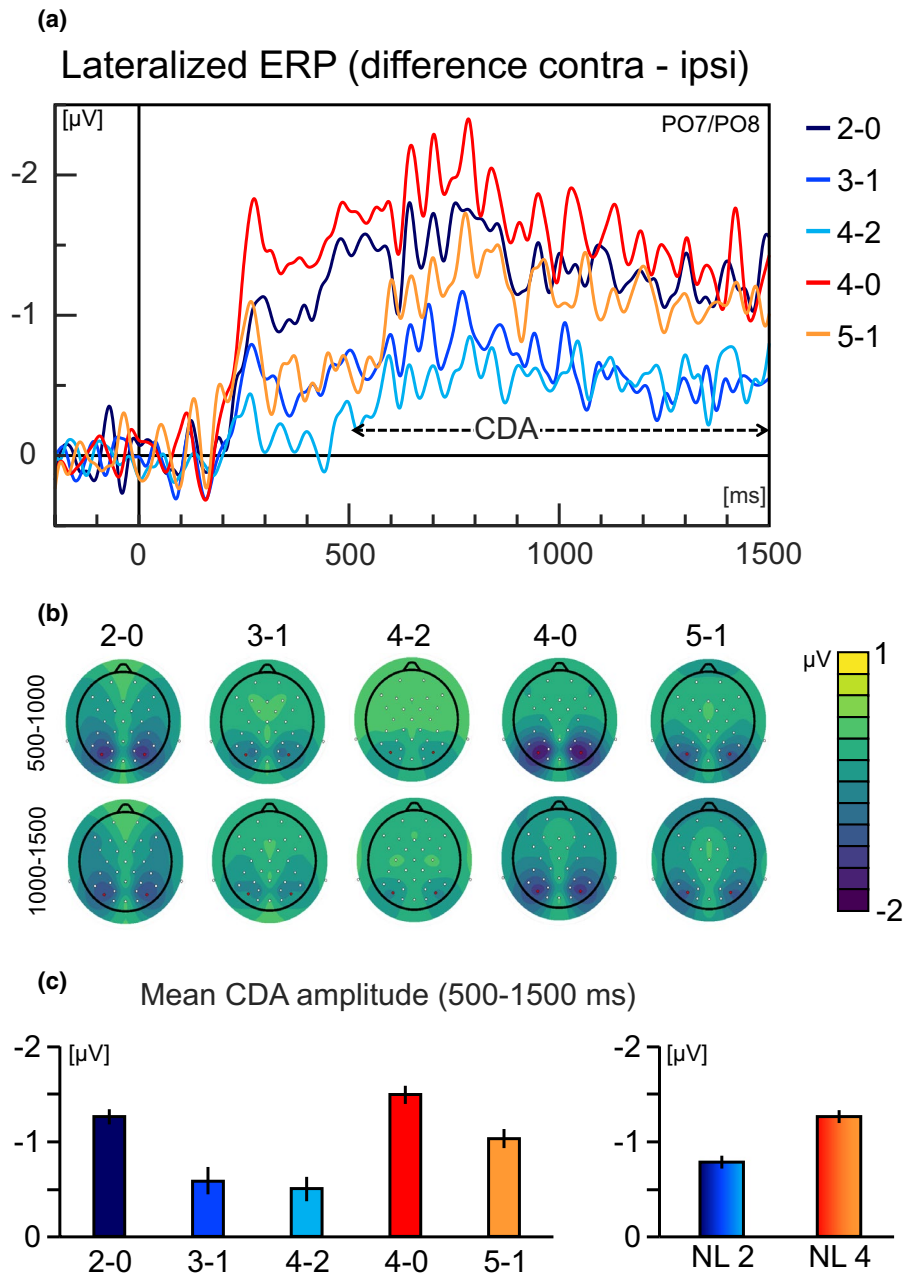 (a)
Lateralized ERP (difference contra - ipsi)
[µV]
PO7/PO8
-2
-1
0
CDA
[ms]
0 500 1000 1500
2-0
3-1
4-2
4-0
5-1
(b)
2-0 3-1 4-2 4-0 5-1
500-1000
1000-1500
µV
1
-2
(c)
Mean CDA amplitude (500-1500 ms)
-2
[µV]
-1
0
2-0 3-1 4-2 4-0 5-1
-2
[µV]
-1
0
NL 2 NL 4